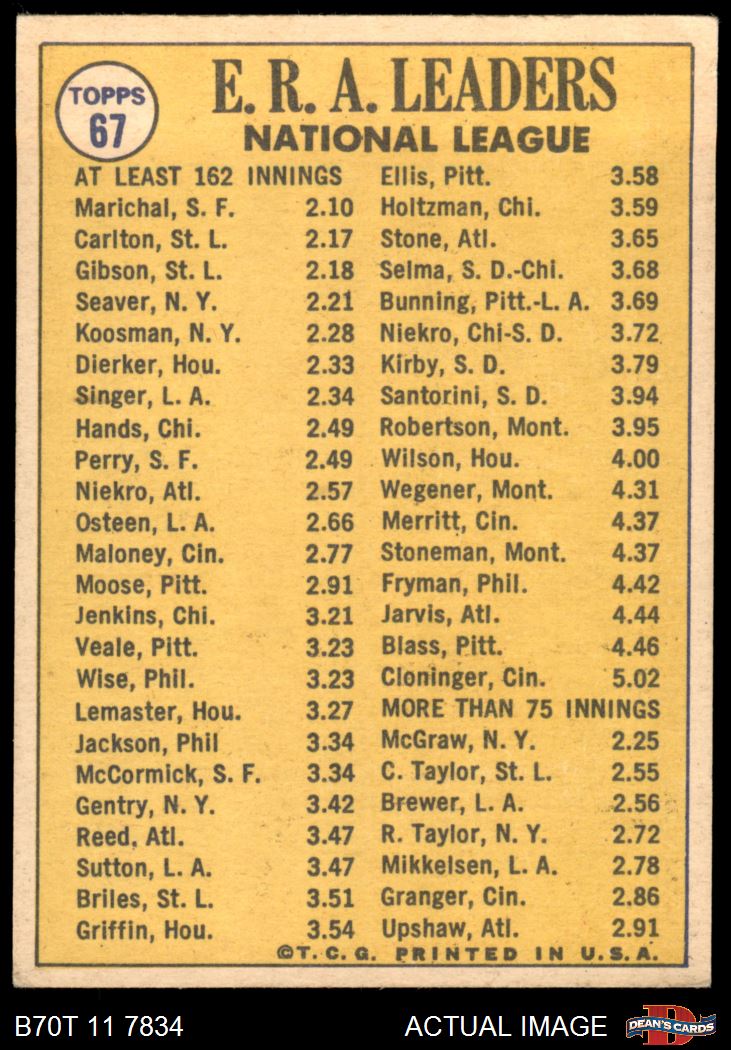 TOPPS
67
E. R. A. LEADERS
NATIONAL LEAGUE
AT LEAST 162 INNINGS
Marichal, S. F. 2.10
Carlton, St. L. 2.17
Gibson, St. L. 2.18
Seaver, N. Y. 2.21
Koosman, N. Y. 2.28
Dierker, Hou. 2.33
Singer, L. A. 2.34
Hands, Chi. 2.49
Perry, S. F. 2.49
Niekro, Atl. 2.57
Osteen, L. A. 2.66
Maloney, Cin. 2.77
Moose, Pitt. 2.91
Jenkins, Chi. 3.21
Veale, Pitt. 3.23
Wise, Phil. 3.23
Lemaster, Hou. 3.27
Jackson, Phil 3.34
McCormick, S. F. 3.34
Gentry, N. Y. 3.42
Reed, Atl. 3.47
Sutton, L. A. 3.47
Briles, St. L. 3.51
Griffin, Hou. 3.54
Ellis, Pitt. 3.58
Holtzman, Chi. 3.59
Stone, Atl. 3.65
Selma, S. D.-Chi. 3.68
Bunning, Pitt.-L. A. 3.69
Niekro, Chi-S. D. 3.72
Kirby, S. D. 3.79
Santorini, S. D. 3.94
Robertson, Mont. 3.95
Wilson, Hou. 4.00
Wegener, Mont. 4.31
Merritt, Cin. 4.37
Stoneman, Mont. 4.37
Fryman, Phil. 4.42
Jarvis, Atl. 4.44
Blass, Pitt. 4.46
Cloninger, Cin. 5.02
MORE THAN 75 INNINGS
McGraw, N. Y. 2.25
C. Taylor, St. L. 2.55
Brewer, L. A. 2.56
R. Taylor, N. Y. 2.72
Mikkelsen, L. A. 2.78
Granger, Cin. 2.86
Upshaw, Atl. 2.91
©T. C. G. PRINTED IN U. S. A.
B70T 11 7834
ACTUAL IMAGE
D
DEAN'S CARDS